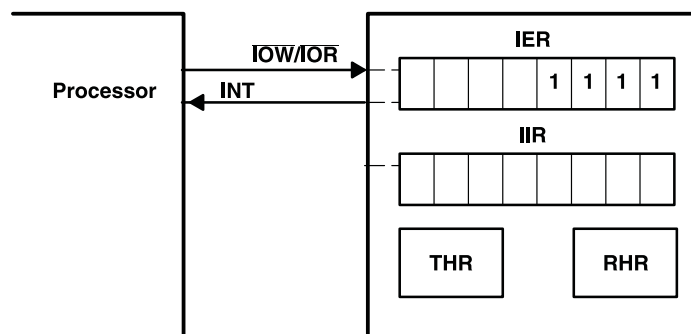 IOW/IOR
IER
1 1 1 1
Processor
INT
IIR
THR
RHR